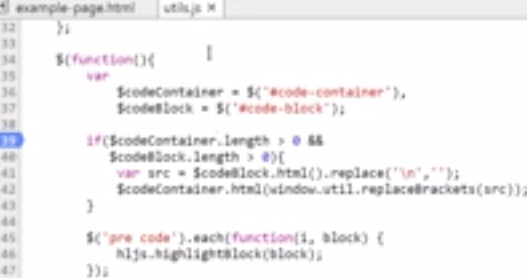 example-page.html utils.js ×
32 };
33
34 $(function(){
35 var
36 $codeContainer = $('#code-container'),
37 $codeBlock = $('#code-block');
38
39 if($codeContainer.length > 0 &&
40 $codeBlock.length > 0){
41 var src = $codeBlock.html().replace('\n','');
42 $codeContainer.html(window.util.replaceBrackets(src));
43 }
44
45 $('pre code').each(function(i, block) {
46 hljs.highlightBlock(block);
47 });